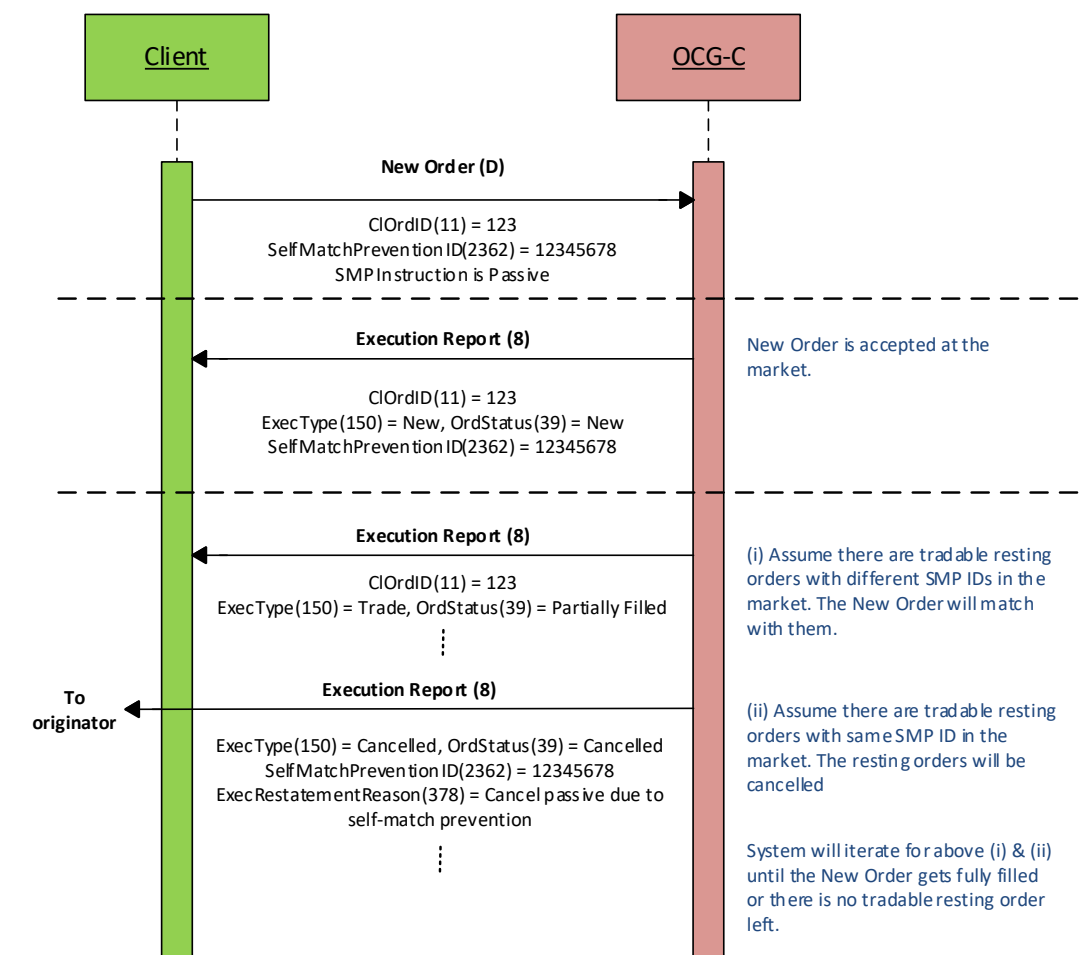 Client
OCG-C
New Order (D)
ClOrdID(11) = 123
SelfMatchPreventionID(2362) = 12345678
SMP Instruction is Passive
Execution Report (8)
New Order is accepted at the
market.
ClOrdID(11) = 123
ExecType(150) = New, OrdStatus(39) = New
SelfMatchPreventionID(2362) = 12345678
Execution Report (8)
ClOrdID(11) = 123
ExecType(150) = Trade, OrdStatus(39) = Partially Filled
(i) Assume there are tradable resting
orders with different SMP IDs in the
market. The New Order will match
with them.
To
originator
Execution Report (8)
ExecType(150) = Cancelled, OrdStatus(39) = Cancelled
SelfMatchPreventionID(2362) = 12345678
ExecRestatementReason(378) = Cancel passive due to
self-match prevention
(ii) Assume there are tradable resting
orders with same SMP ID in the
market. The resting orders will be
cancelled
System will iterate for above (i) & (ii)
until the New Order gets fully filled
or there is no tradable resting order
left.